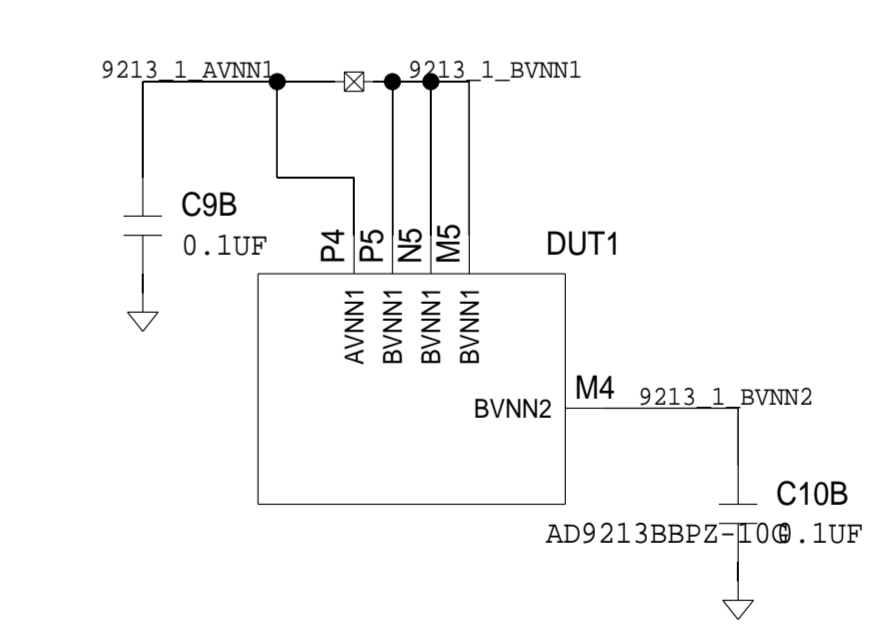 9213_1_AVNN1
9213_1_BVNN1
C9B
0.1UF
P4
P5
N5
M5
DUT1
AVNN1
BVNN1
BVNN1
BVNN1
BVNN2
M4
9213_1_BVNN2
C10B
AD9213BBPZ-10G
0.1UF